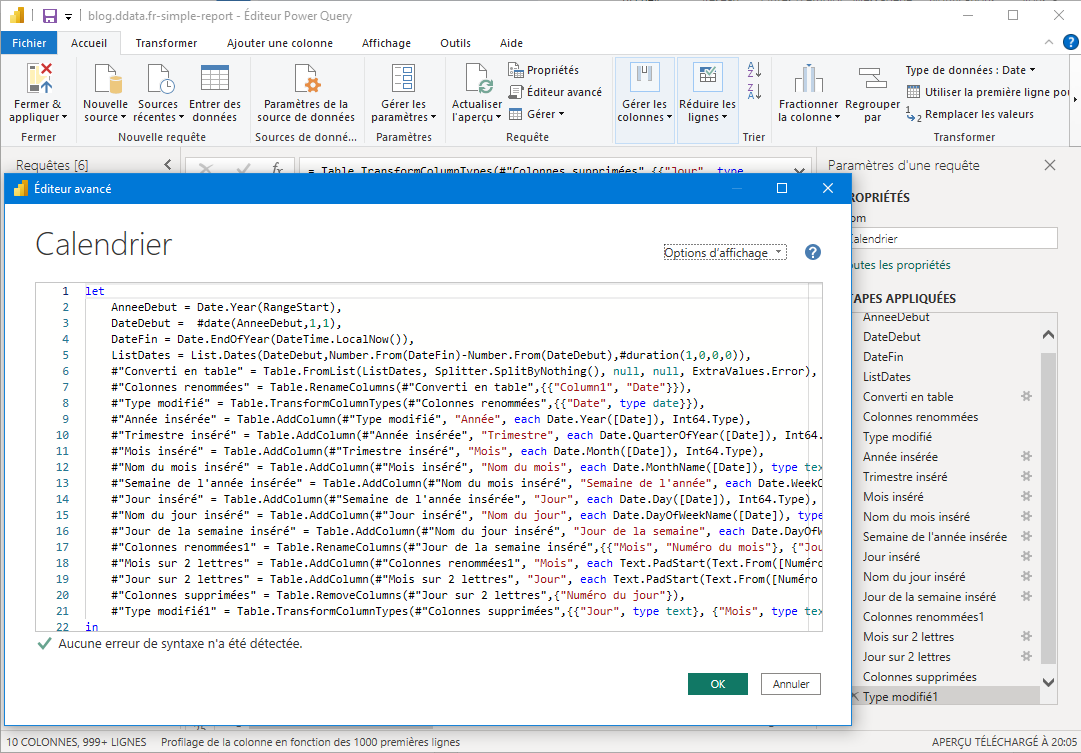 blog.ddata.fr-simple-report - Éditeur Power Query
Fichier Accueil Transformer Ajouter une colonne Affichage Outils Aide
Fermer & appliquer
Nouvelle source
Sources récentes
Entrer des données
Paramètres de la source de données
Gérer les paramètres
Actualiser l'aperçu
Propriétés
Éditeur avancé
Gérer
Gérer les colonnes
Réduire les lignes
Fractionner la colonne
Regrouper par
Type de données : Date
Utiliser la première ligne pou
Remplacer les valeurs
Fermer Nouvelle requête Sources de donné... Paramètres Requête Trier Transformer
Requêtes [6]
fx
= Table.TransformColumnTypes(#"Colonnes supprimées",{{"Jour", type
Éditeur avancé
Calendrier
Options d'affichage
1 let
2 AnneeDebut = Date.Year(RangeStart),
3 DateDebut = #date(AnneeDebut,1,1),
4 DateFin = Date.EndOfYear(DateTime.LocalNow()),
5 ListDates = List.Dates(DateDebut,Number.From(DateFin)-Number.From(DateDebut),#duration(1,0,0,0)),
6 #"Converti en table" = Table.FromList(ListDates, Splitter.SplitByNothing(), null, null, ExtraValues.Error),
7 #"Colonnes renommées" = Table.RenameColumns(#"Converti en table",{{"Column1", "Date"}}),
8 #"Type modifié" = Table.TransformColumnTypes(#"Colonnes renommées",{{"Date", type date}}),
9 #"Année insérée" = Table.AddColumn(#"Type modifié", "Année", each Date.Year([Date]), Int64.Type),
10 #"Trimestre inséré" = Table.AddColumn(#"Année insérée", "Trimestre", each Date.QuarterOfYear([Date]), Int64.
11 #"Mois inséré" = Table.AddColumn(#"Trimestre inséré", "Mois", each Date.Month([Date]), Int64.Type),
12 #"Nom du mois inséré" = Table.AddColumn(#"Mois inséré", "Nom du mois", each Date.MonthName([Date]), type tex
13 #"Semaine de l'année insérée" = Table.AddColumn(#"Nom du mois inséré", "Semaine de l'année", each Date.WeekO
14 #"Jour inséré" = Table.AddColumn(#"Semaine de l'année insérée", "Jour", each Date.Day([Date]), Int64.Type),
15 #"Nom du jour inséré" = Table.AddColumn(#"Jour inséré", "Nom du jour", each Date.DayOfWeekName([Date]), type
16 #"Jour de la semaine inséré" = Table.AddColumn(#"Nom du jour inséré", "Jour de la semaine", each Date.DayOfW
17 #"Colonnes renommées1" = Table.RenameColumns(#"Jour de la semaine inséré",{{"Mois", "Numéro du mois"}, {"Jou
18 #"Mois sur 2 lettres" = Table.AddColumn(#"Colonnes renommées1", "Mois", each Text.PadStart(Text.From([Numéro
19 #"Jour sur 2 lettres" = Table.AddColumn(#"Mois sur 2 lettres", "Jour", each Text.PadStart(Text.From([Numéro
20 #"Colonnes supprimées" = Table.RemoveColumns(#"Jour sur 2 lettres",{"Numéro du jour"}),
21 #"Type modifié1" = Table.TransformColumnTypes(#"Colonnes supprimées",{{"Jour", type text}, {"Mois", type tex
22 in
Aucune erreur de syntaxe n'a été détectée.
OK Annuler
Paramètres d'une requête
ROPRIÉTÉS
om
Calendrier
outes les propriétés
TAPES APPLIQUÉES
AnneeDebut
DateDebut
DateFin
ListDates
Converti en table
Colonnes renommées
Type modifié
Année insérée
Trimestre inséré
Mois inséré
Nom du mois inséré
Semaine de l'année insérée
Jour inséré
Nom du jour inséré
Jour de la semaine inséré
Colonnes renommées1
Mois sur 2 lettres
Jour sur 2 lettres
Colonnes supprimées
Type modifié1
10 COLONNES, 999+ LIGNES Profilage de la colonne en fonction des 1000 premières lignes APERÇU TÉLÉCHARGÉ À 20:05